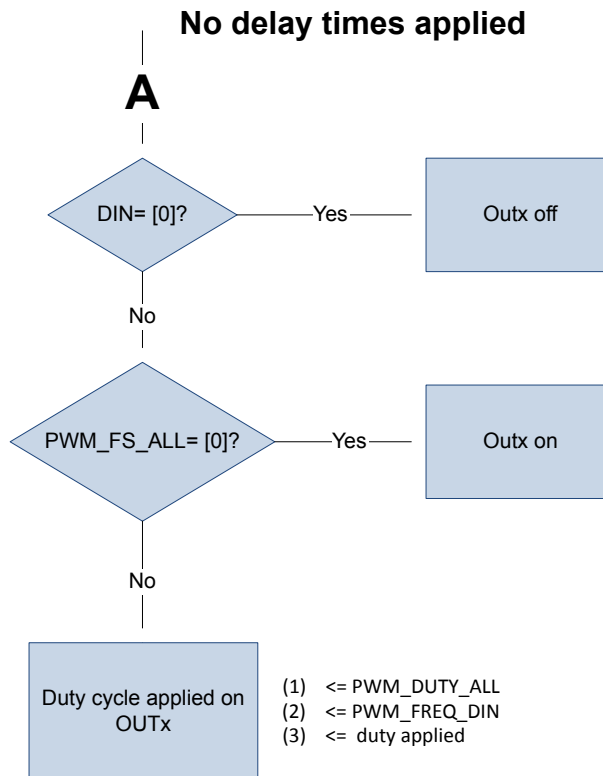 No delay times applied
A
DIN= [0]?
Yes
Outx off
No
PWM_FS_ALL= [0]?
Yes
Outx on
No
Duty cycle applied on
OUTx
(1) <= PWM_DUTY_ALL
(2) <= PWM_FREQ_DIN
(3) <= duty applied